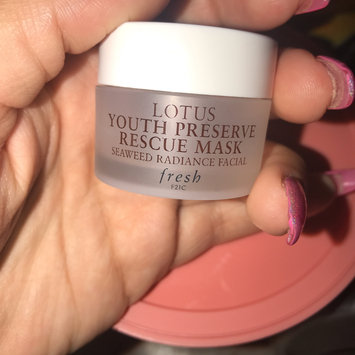 LOTUS
YOUTH PRESERVE
RESCUE MASK
SEAWEED RADIANCE FACIAL
fresh
F21C